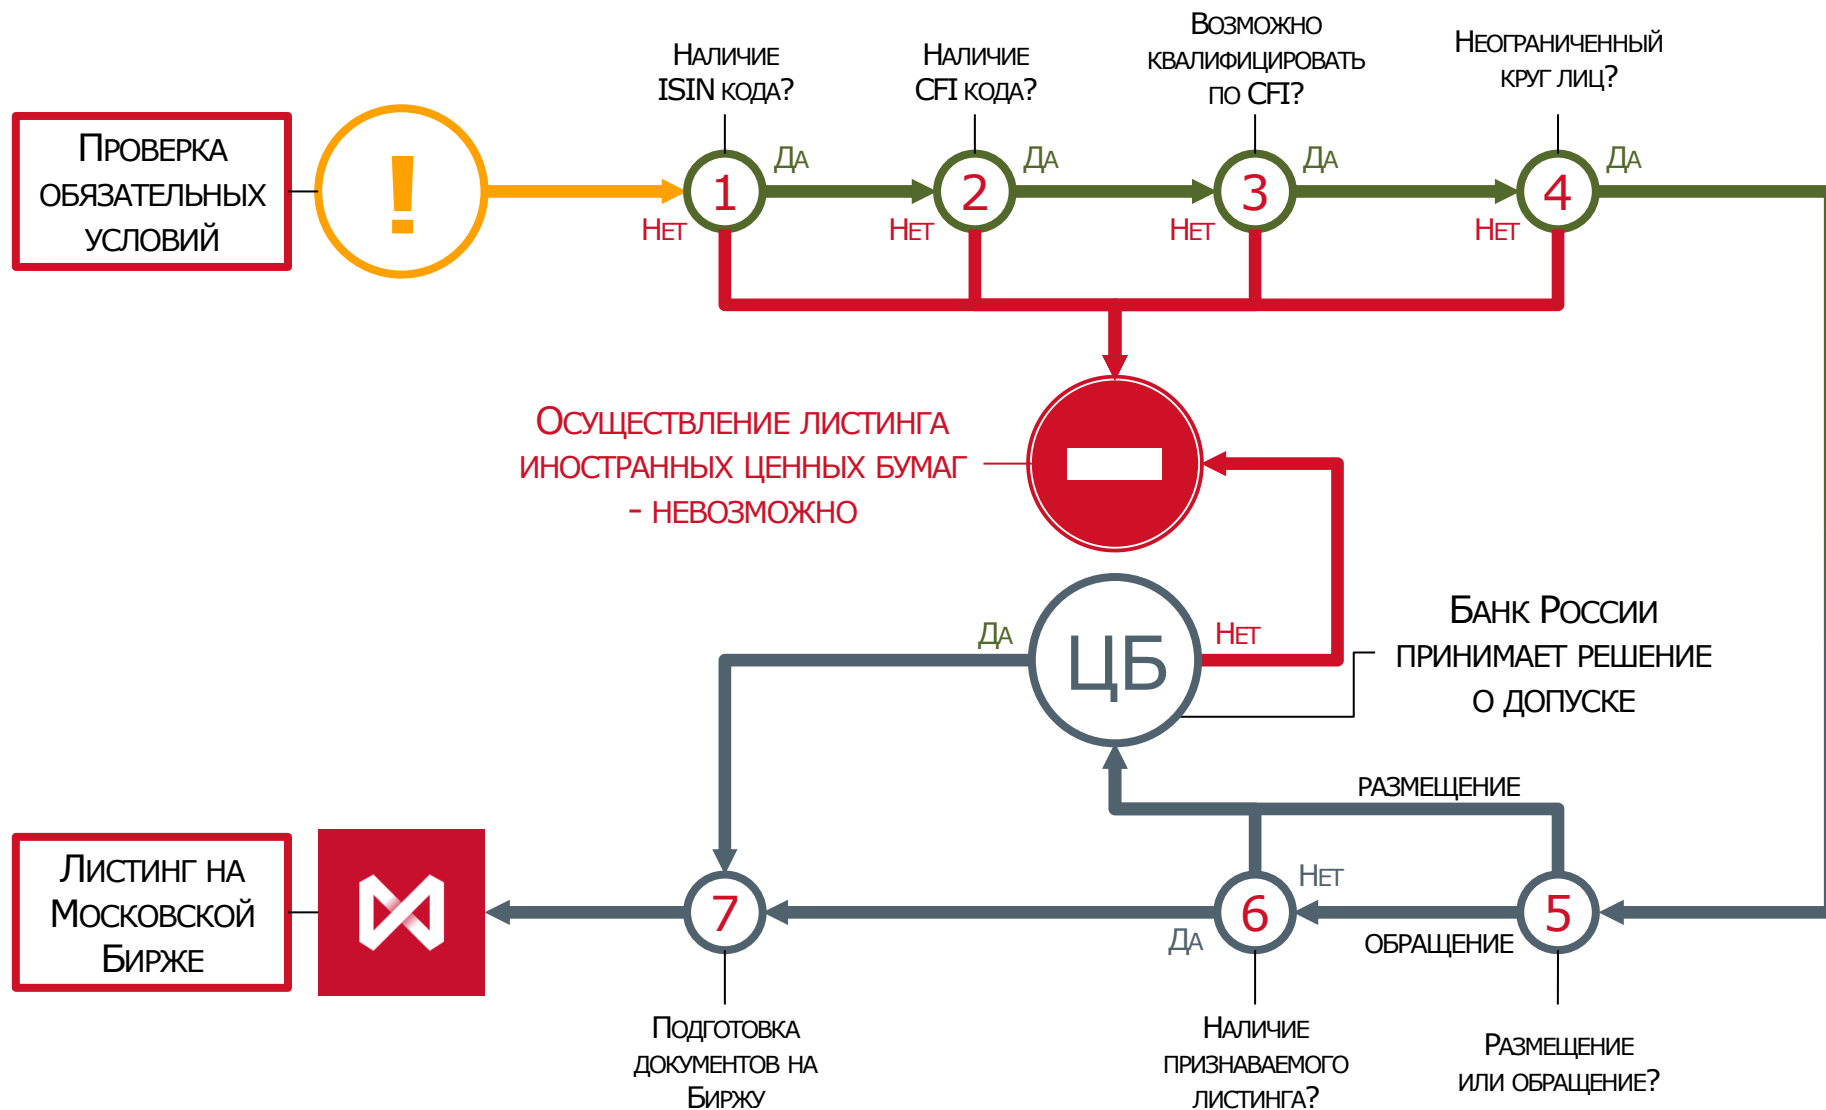 Проверка
обязательных
условий
!
Наличие
ISIN кода?
Наличие
CFI кода?
Возможно
квалифицировать
по CFI?
Неограниченный
круг лиц?
1
Да
Нет
2
Да
Нет
3
Да
Нет
4
Да
Нет
Осуществление листинга
иностранных ценных бумаг
- невозможно
ЦБ
Да
Нет
Банк России
принимает решение
о допуске
размещение
Листинг на
Московской
Бирже
7
6
Нет
Да
5
обращение
Подготовка
документов на
Биржу
Наличие
признаваемого
листинга?
Размещение
или обращение?